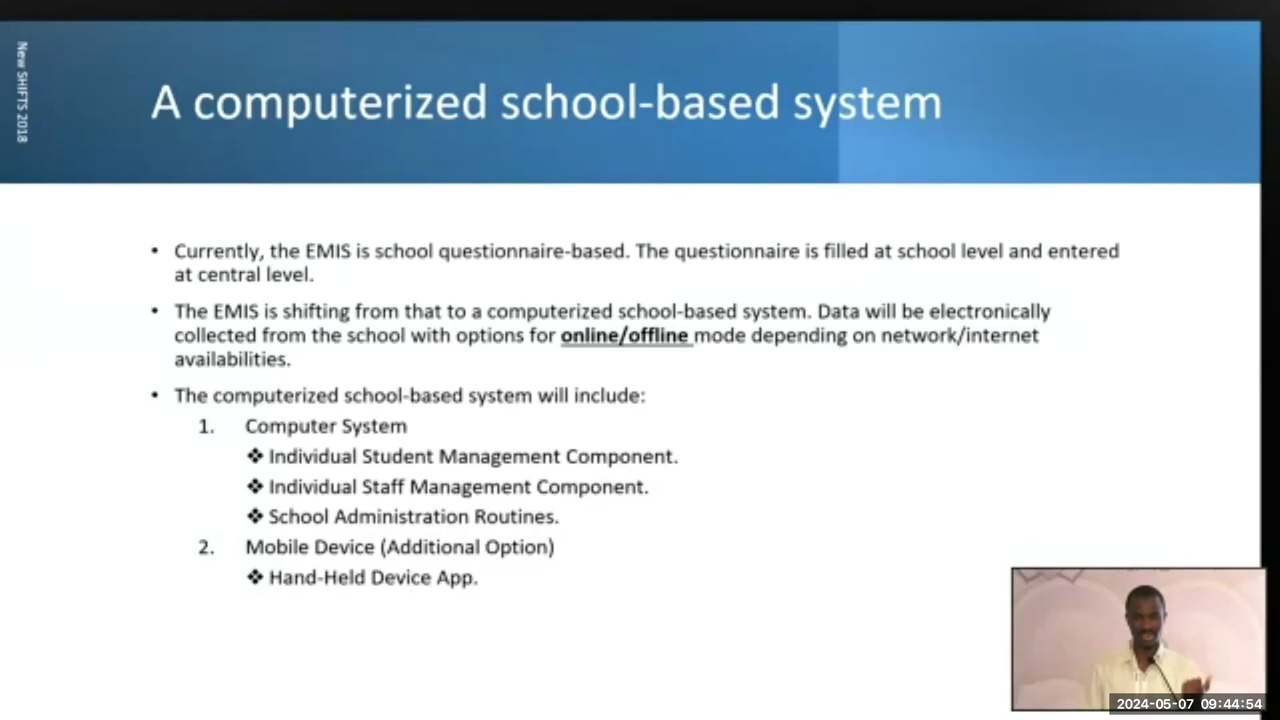 New SHIFTS 2018
A computerized school-based system
• Currently, the EMIS is school questionnaire-based. The questionnaire is filled at school level and entered
at central level.
• The EMIS is shifting from that to a computerized school-based system. Data will be electronically
collected from the school with options for online/offline mode depending on network/internet
availabilities.
• The computerized school-based system will include:
1. Computer System
❖ Individual Student Management Component.
❖ Individual Staff Management Component.
❖ School Administration Routines.
2. Mobile Device (Additional Option)
❖ Hand-Held Device App.
2024-05-07 09:44:54